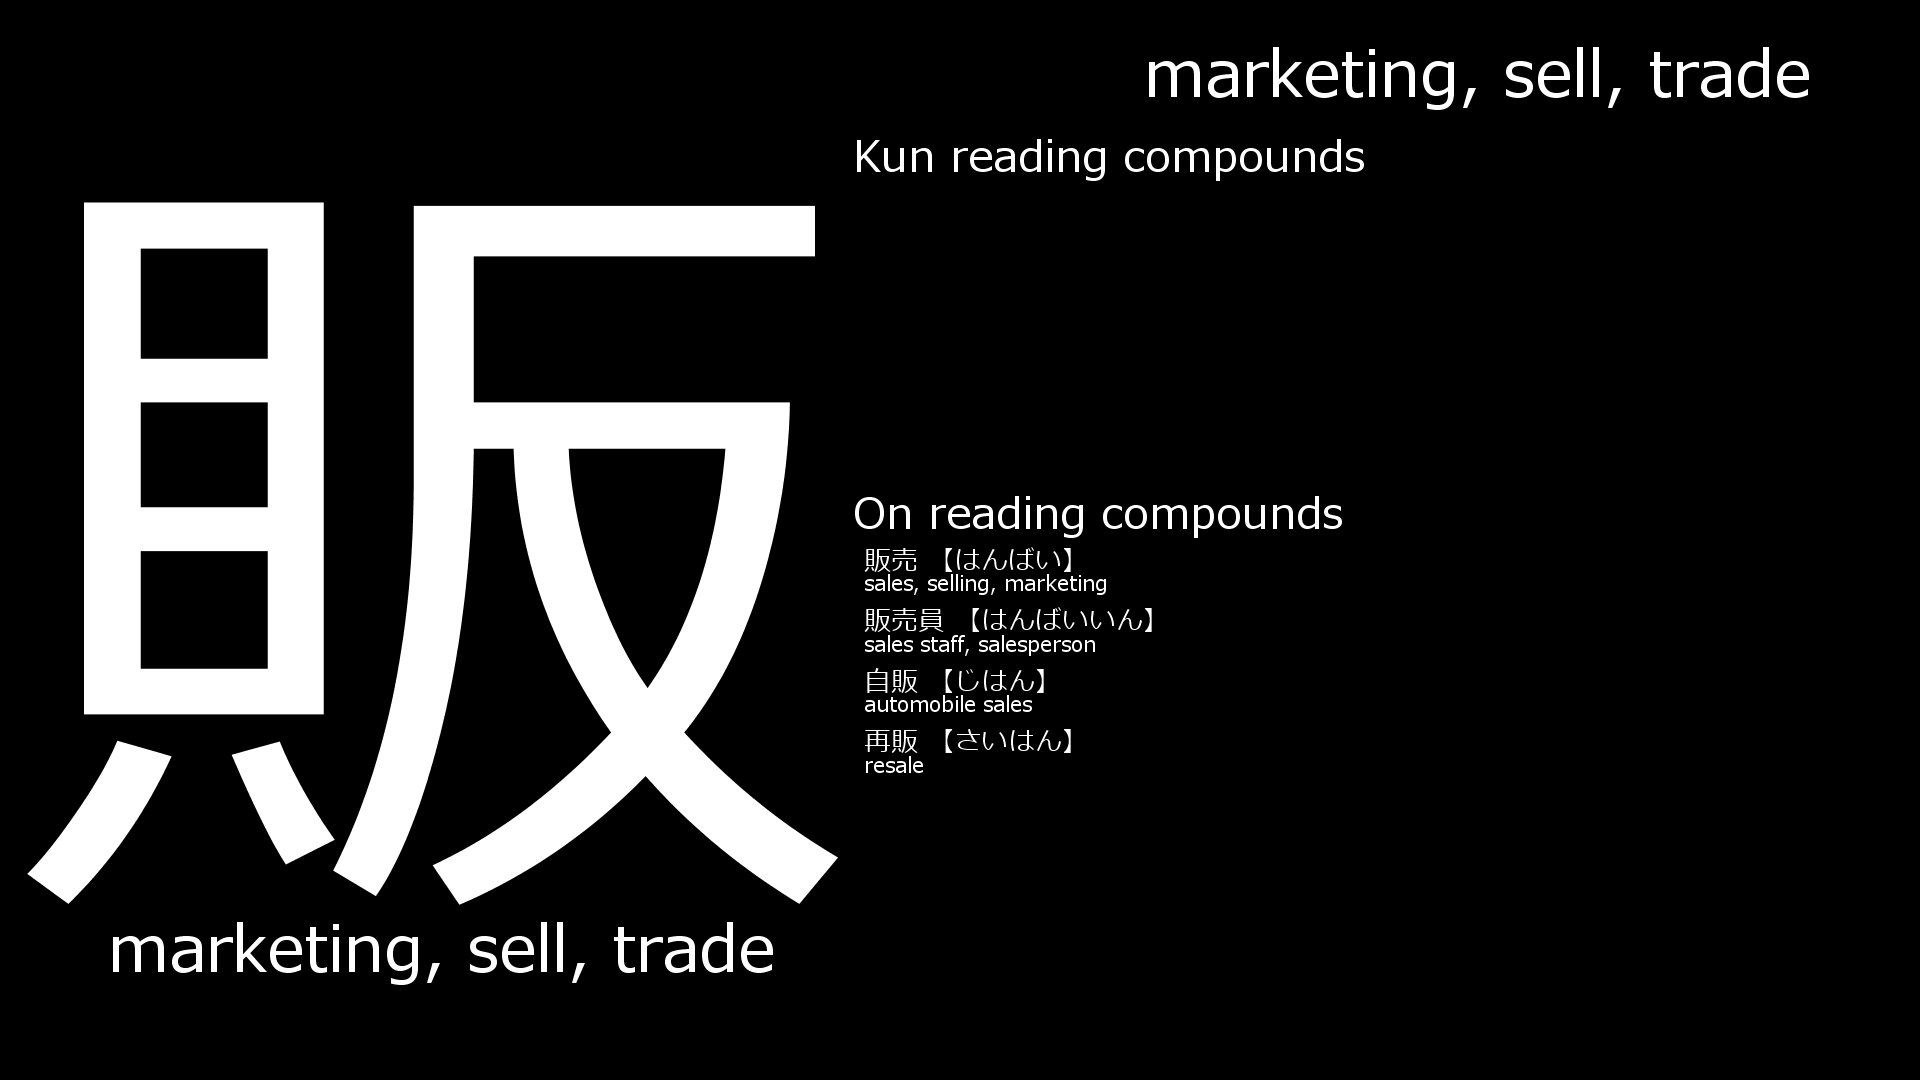 販
marketing, sell, trade
marketing, sell, trade
Kun reading compounds
On reading compounds
販売 【はんばい】
sales, selling, marketing
販売員 【はんばいいん】
sales staff, salesperson
自販 【じはん】
automobile sales
再販 【さいはん】
resale